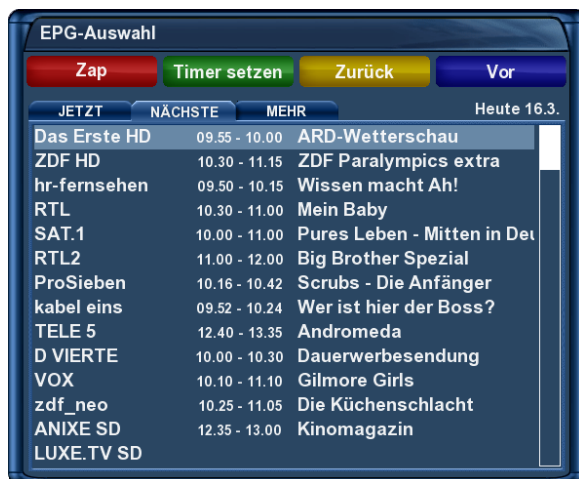 EPG-Auswahl
Zap Timer setzen Zurück Vor
JETZT NÄCHSTE MEHR Heute 16.3.
Das Erste HD 09.55 - 10.00 ARD-Wetterschau
ZDF HD 10.30 - 11.15 ZDF Paralympics extra
hr-fernsehen 09.50 - 10.15 Wissen macht Ah!
RTL 10.30 - 11.00 Mein Baby
SAT.1 10.00 - 11.00 Pures Leben - Mitten in Deu
RTL2 11.00 - 12.00 Big Brother Spezial
ProSieben 10.16 - 10.42 Scrubs - Die Anfänger
kabel eins 09.52 - 10.24 Wer ist hier der Boss?
TELE 5 12.40 - 13.35 Andromeda
D VIERTE 10.00 - 10.30 Dauerwerbesendung
VOX 10.10 - 11.10 Gilmore Girls
zdf_neo 10.25 - 11.05 Die Küchenschlacht
ANIXE SD 12.35 - 13.00 Kinomagazin
LUXE.TV SD